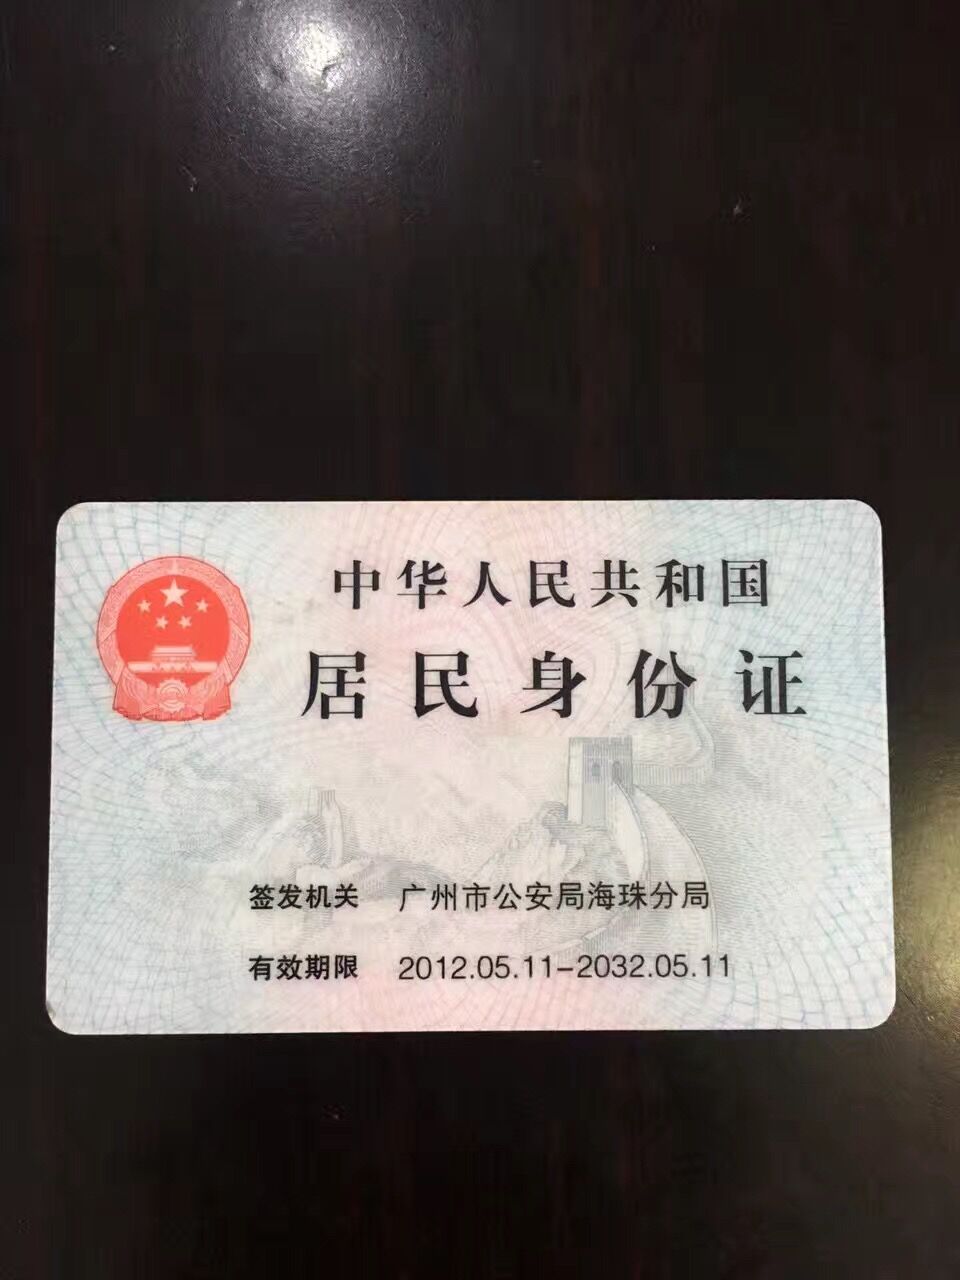 中华人民共和国
居民身份证
签发机关 广州市公安局海珠分局
有效期限 2012.05.11-2032.05.11